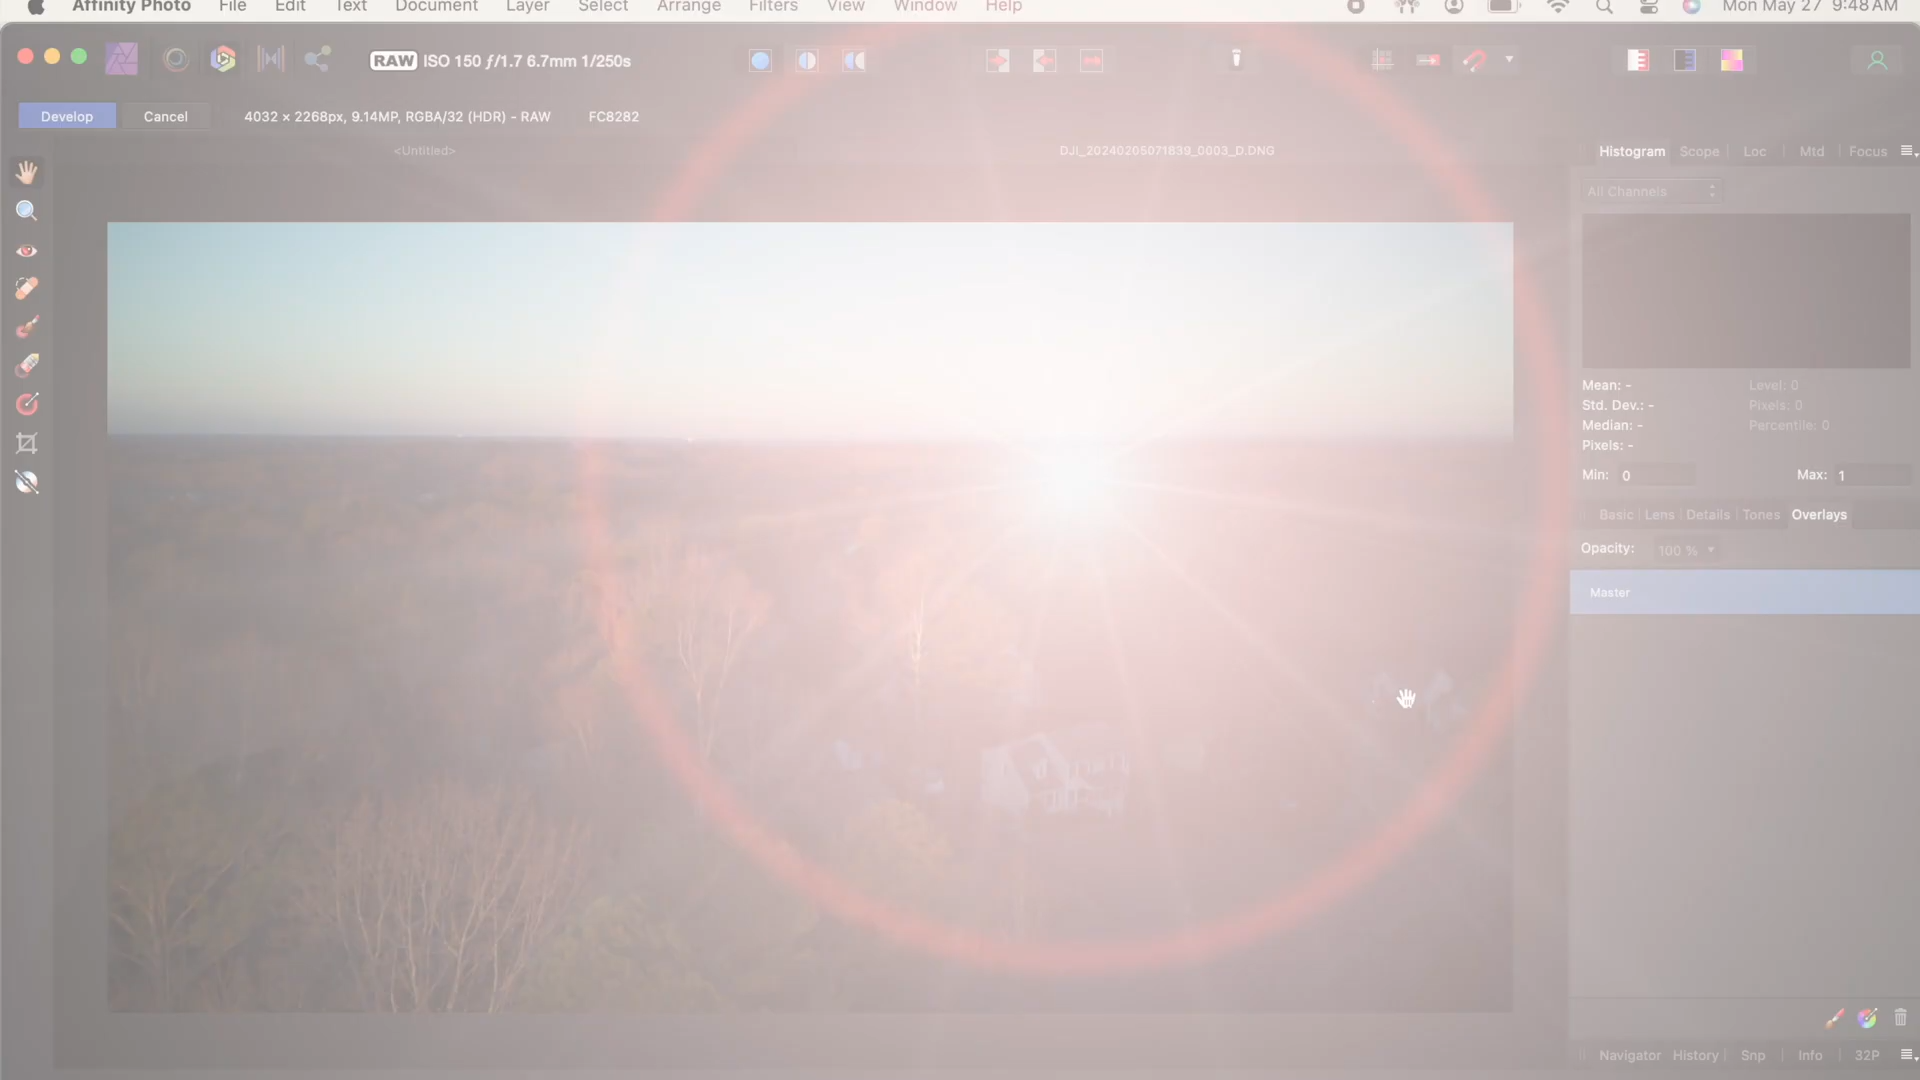 Affinity Photo File Edit Text Document Layer Select Arrange Filters View Window Help Mon May 27 9:48 AM
RAW ISO 150 ƒ/1.7 6.7mm 1/250s
Develop Cancel 4032 × 2268px, 9.14MP, RGBA/32 (HDR) - RAW FC8282
<Untitled> DJI_20240205071839_0003_D.DNG
Histogram Scope Loc Mtd Focus
All Channels
Mean: - Level: 0
Std. Dev.: - Pixels: 0
Median: - Percentile: 0
Pixels: -
Min: 0 Max: 1
Basic Lens Details Tones Overlays
Opacity: 100 %
Master
Navigator History Snp Info 32P